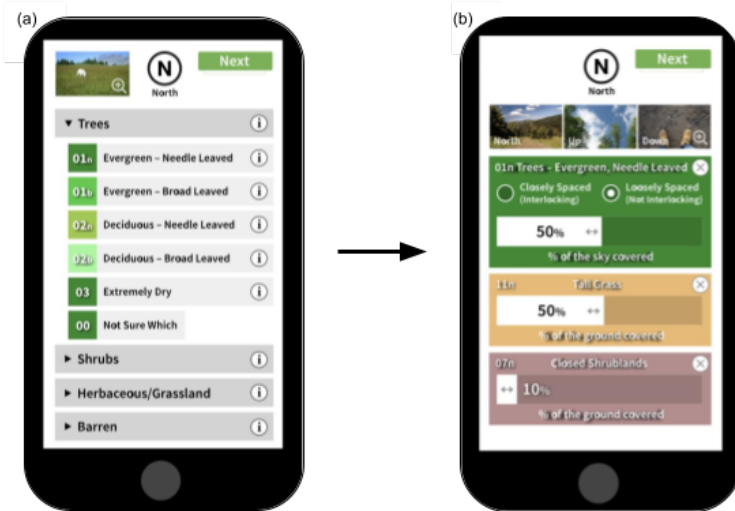 (a)
N
North
Next
▼ Trees
01n Evergreen – Needle Leaved
01b Evergreen – Broad Leaved
02n Deciduous – Needle Leaved
02b Deciduous – Broad Leaved
03 Extremely Dry
00 Not Sure Which
► Shrubs
► Herbaceous/Grassland
► Barren
(b)
N
North
Next
North Up Down
01n Trees – Evergreen, Needle Leaved
Closely Spaced
(Interlocking)
Loosely Spaced
(Not Interlocking)
50%
% of the sky covered
11n Tall Grass
50%
% of the ground covered
07n Closed Shrublands
10%
% of the ground covered